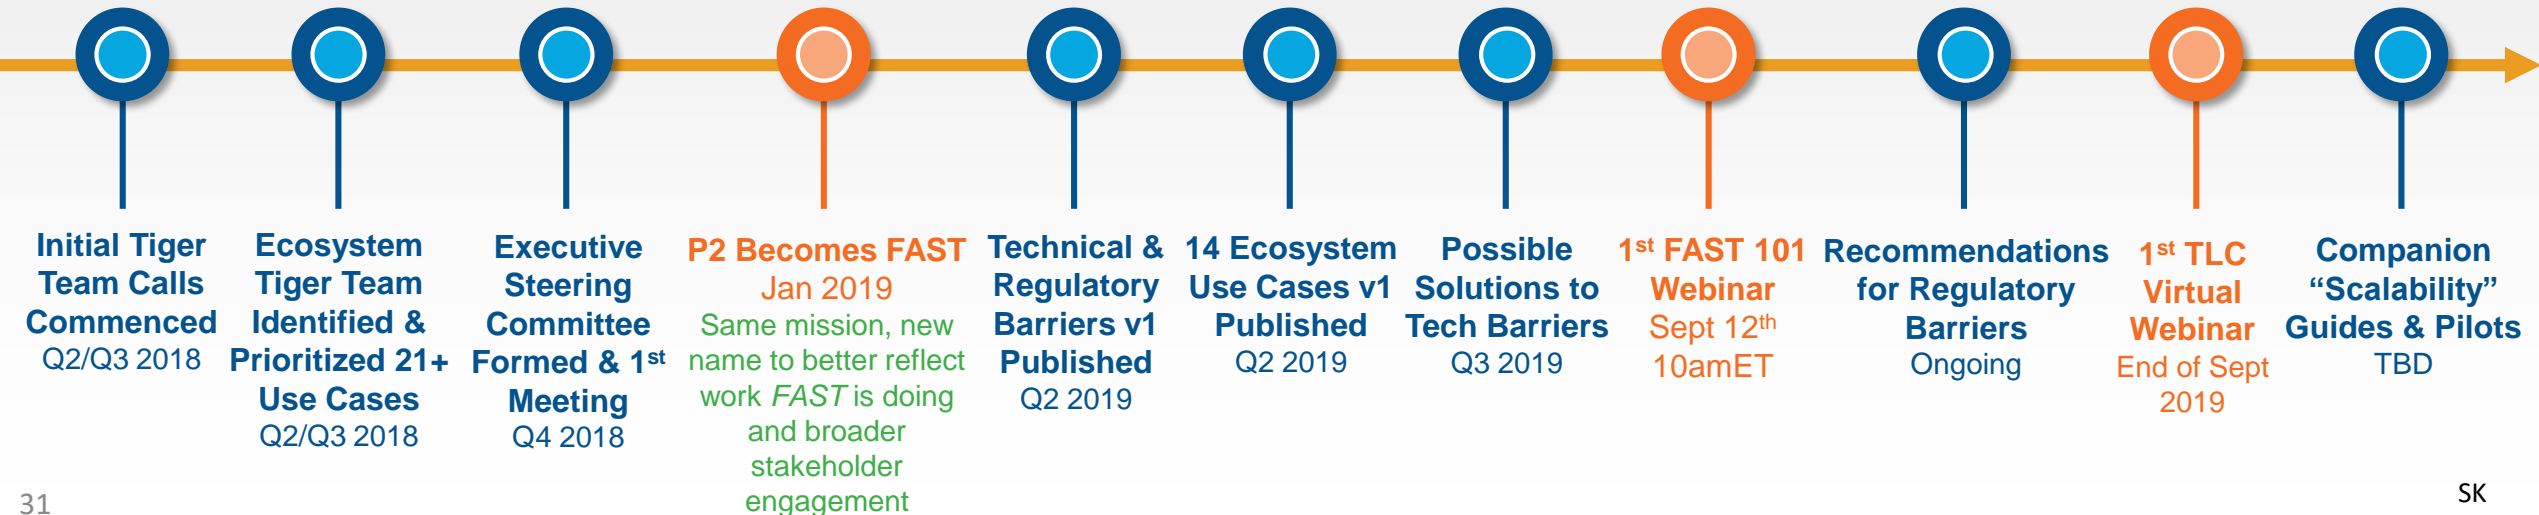 Initial Tiger
Team Calls
Commenced
Q2/Q3 2018
Ecosystem
Tiger Team
Identified &
Prioritized 21+
Use Cases
Q2/Q3 2018
Executive
Steering
Committee
Formed & 1st
Meeting
Q4 2018
P2 Becomes FAST
Jan 2019
Same mission, new
name to better reflect
work FAST is doing
and broader
stakeholder
engagement
Technical &
Regulatory
Barriers v1
Published
Q2 2019
14 Ecosystem
Use Cases v1
Published
Q2 2019
Possible
Solutions to
Tech Barriers
Q3 2019
1st FAST 101
Webinar
Sept 12th
10amET
Recommendations
for Regulatory
Barriers
Ongoing
1st TLC
Virtual
Webinar
End of Sept
2019
Companion
“Scalability”
Guides & Pilots
TBD
31
SK